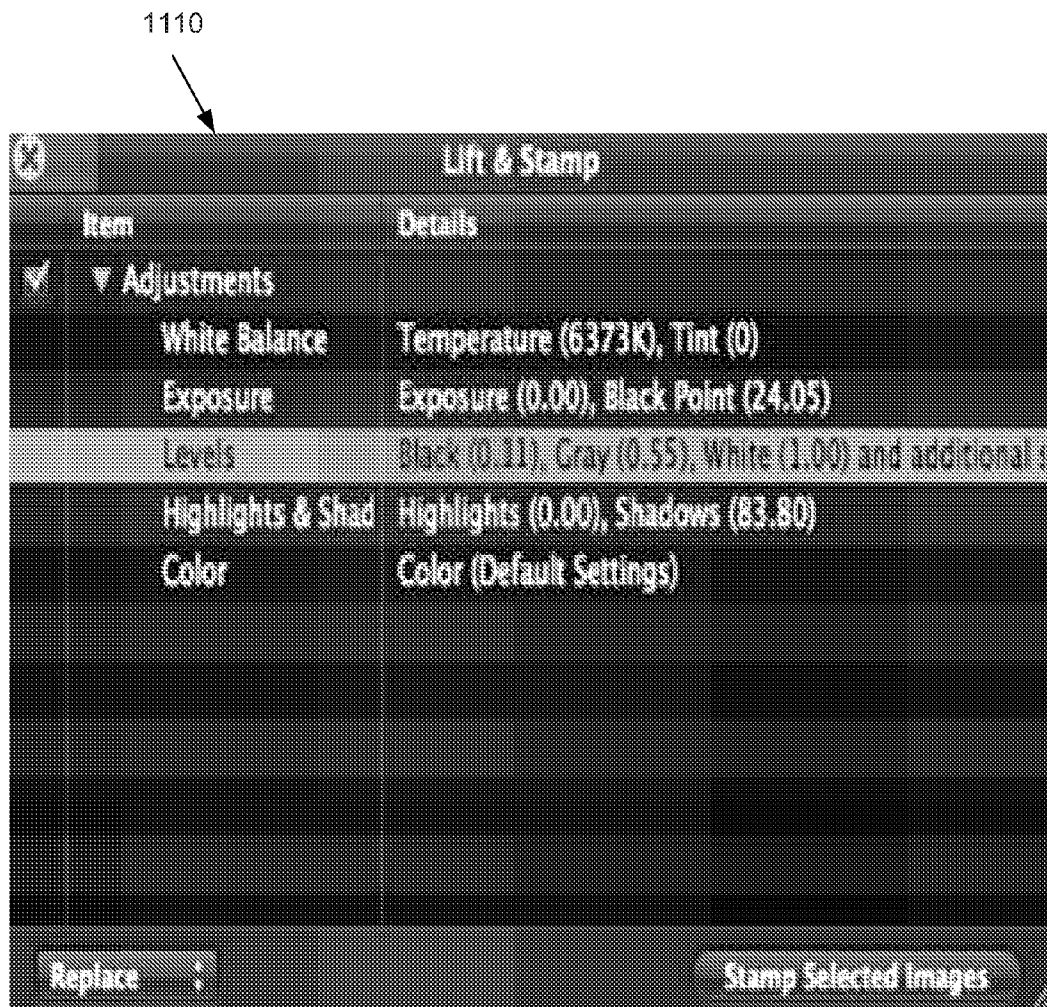 1110
Lift & Stamp
Item Details
Adjustments
White Balance Temperature (6373K), Tint (0)
Exposure Exposure (0.00), Black Point (24.05)
Levels Black (0.11), Gray (0.55), White (1.00) and additional s
Highlights & Shad Highlights (0.00), Shadows (83.80)
Color Color (Default Settings)
Replace Stamp Selected Images